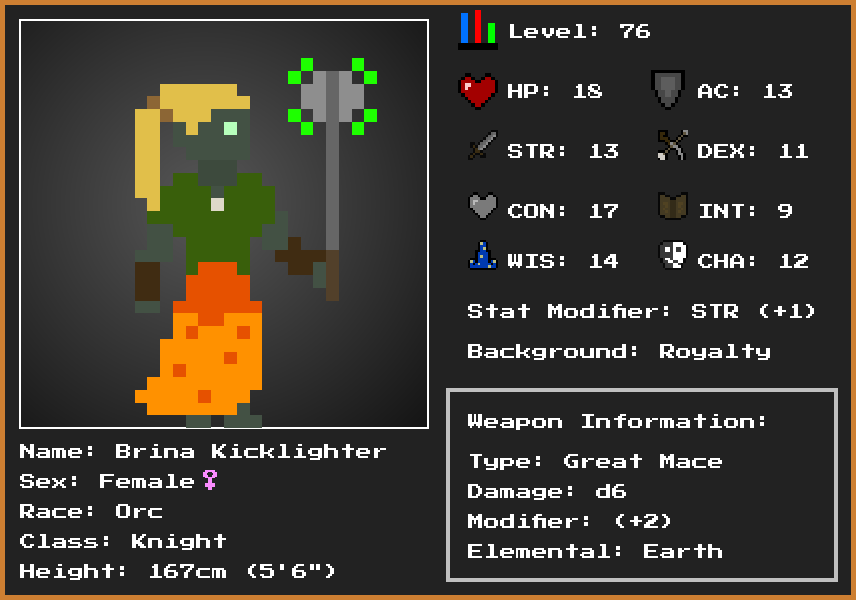 Level: 76
HP: 18 AC: 13
STR: 13 DEX: 11
CON: 17 INT: 9
WIS: 14 CHA: 12
Stat Modifier: STR (+1)
Background: Royalty
Weapon Information:
Type: Great Mace
Damage: d6
Modifier: (+2)
Elemental: Earth
Name: Brina Kicklighter
Sex: Female♀
Race: Orc
Class: Knight
Height: 167cm (5'6")